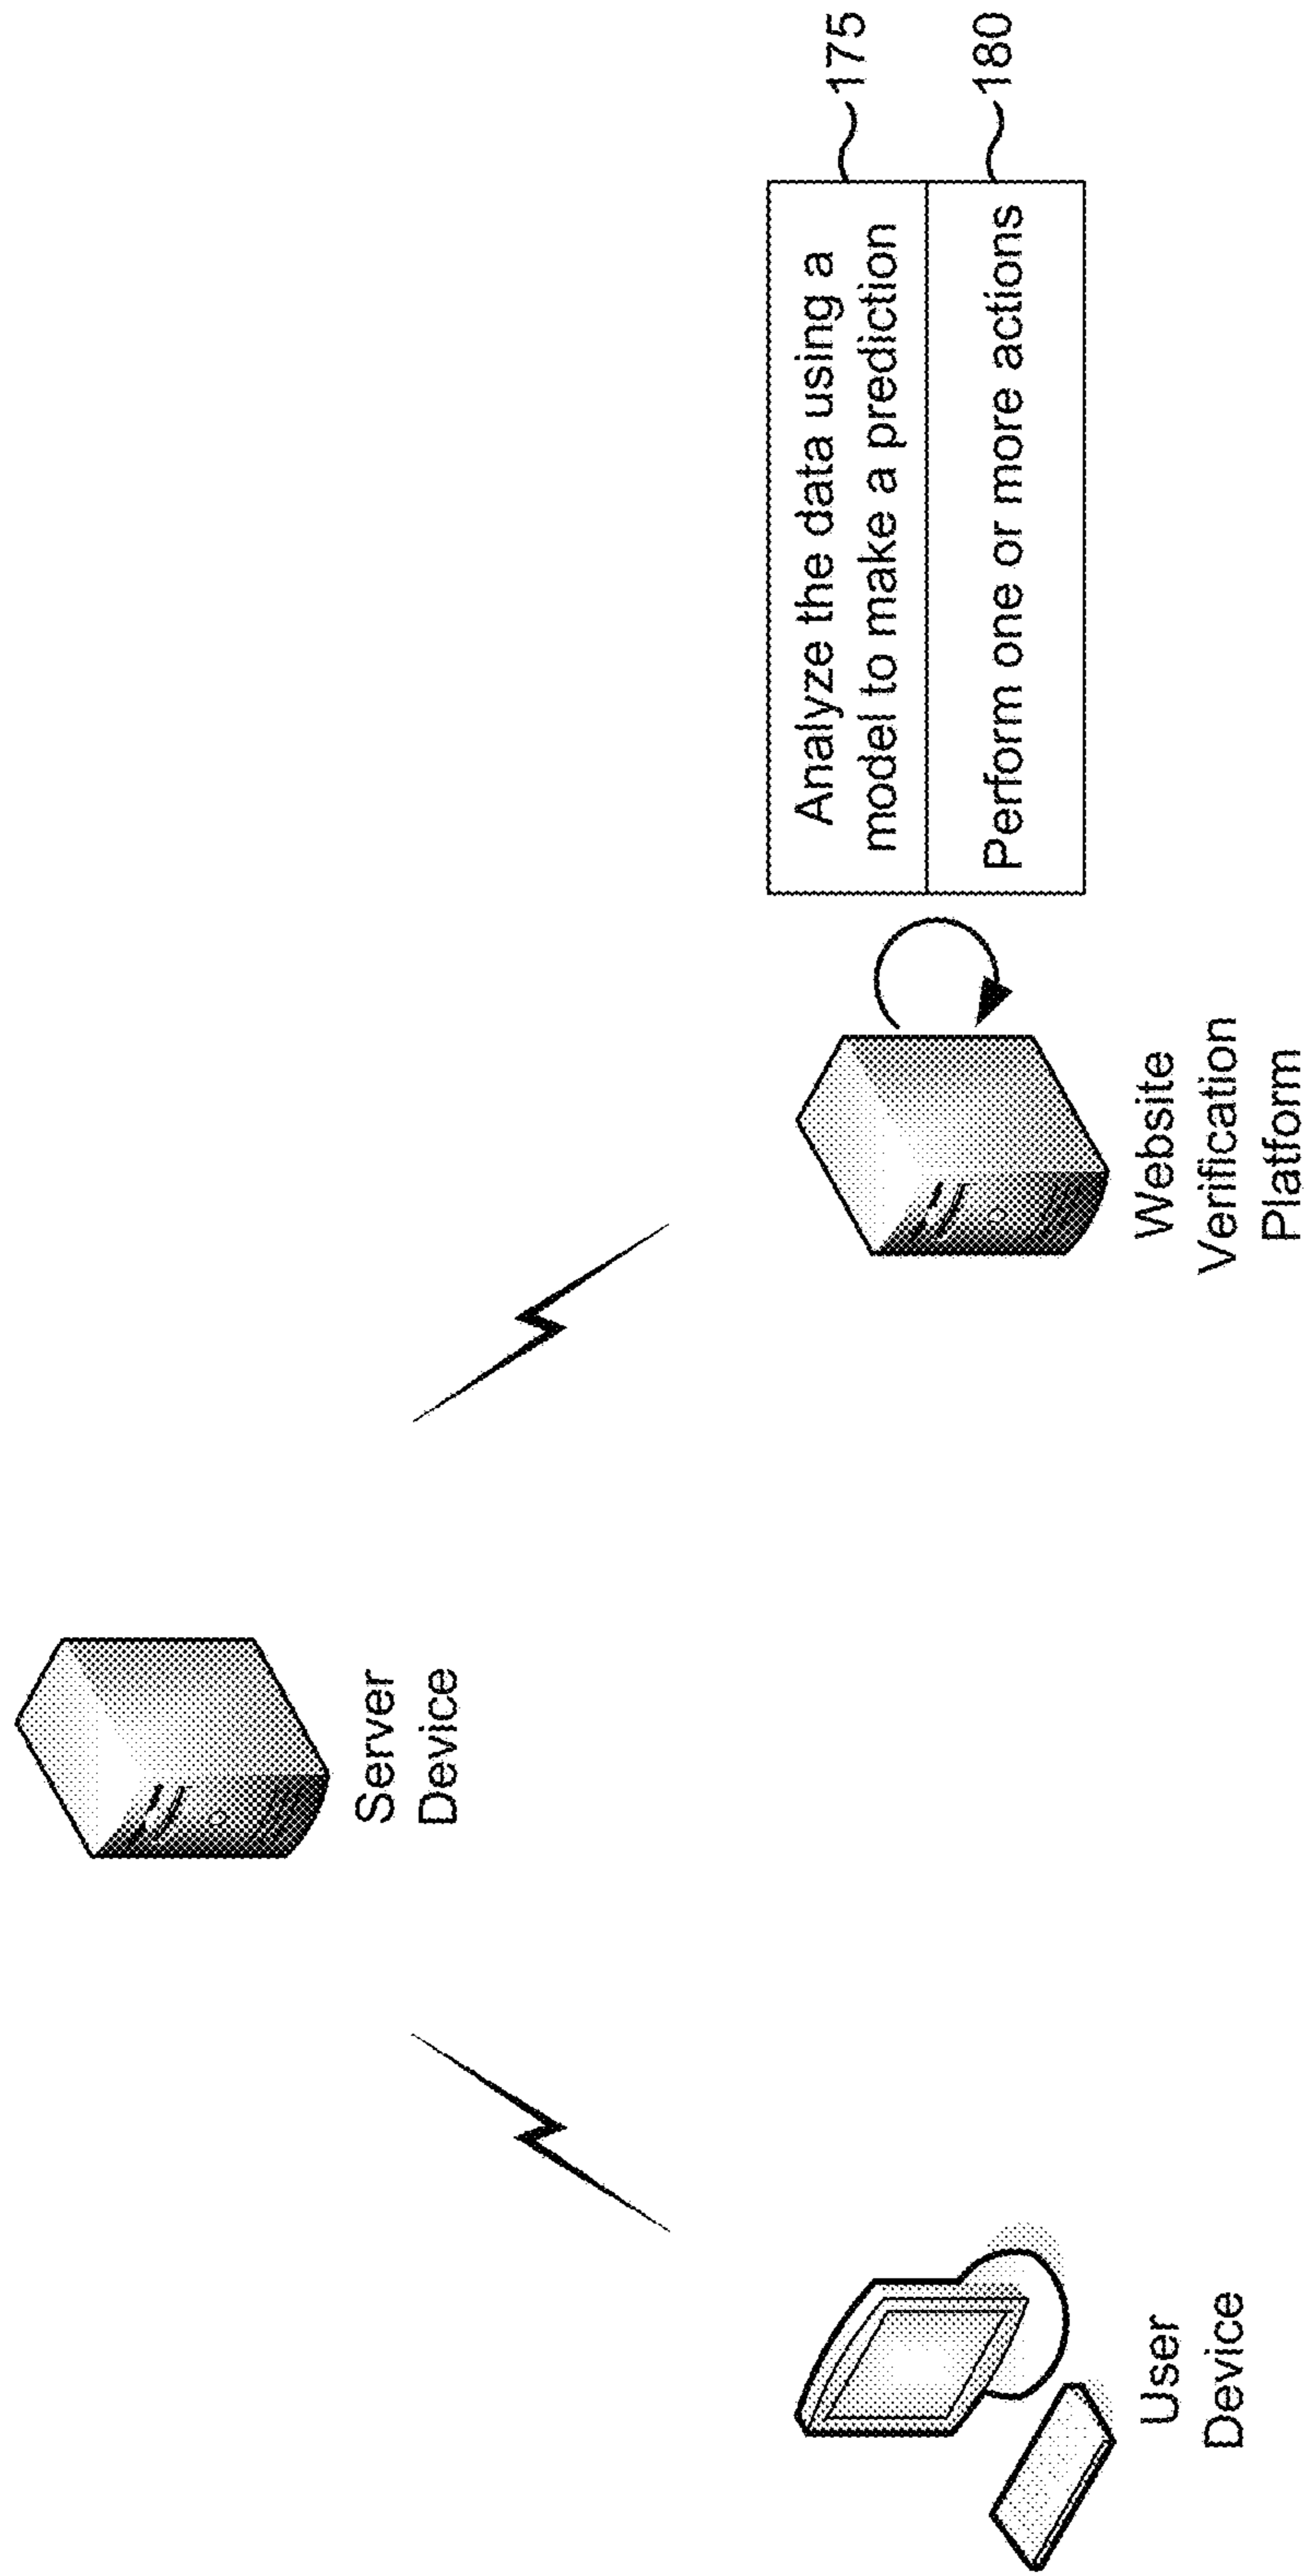 Server
Device
User
Device
Website
Verification
Platform
Analyze the data using a
model to make a prediction
175
Perform one or more actions
180